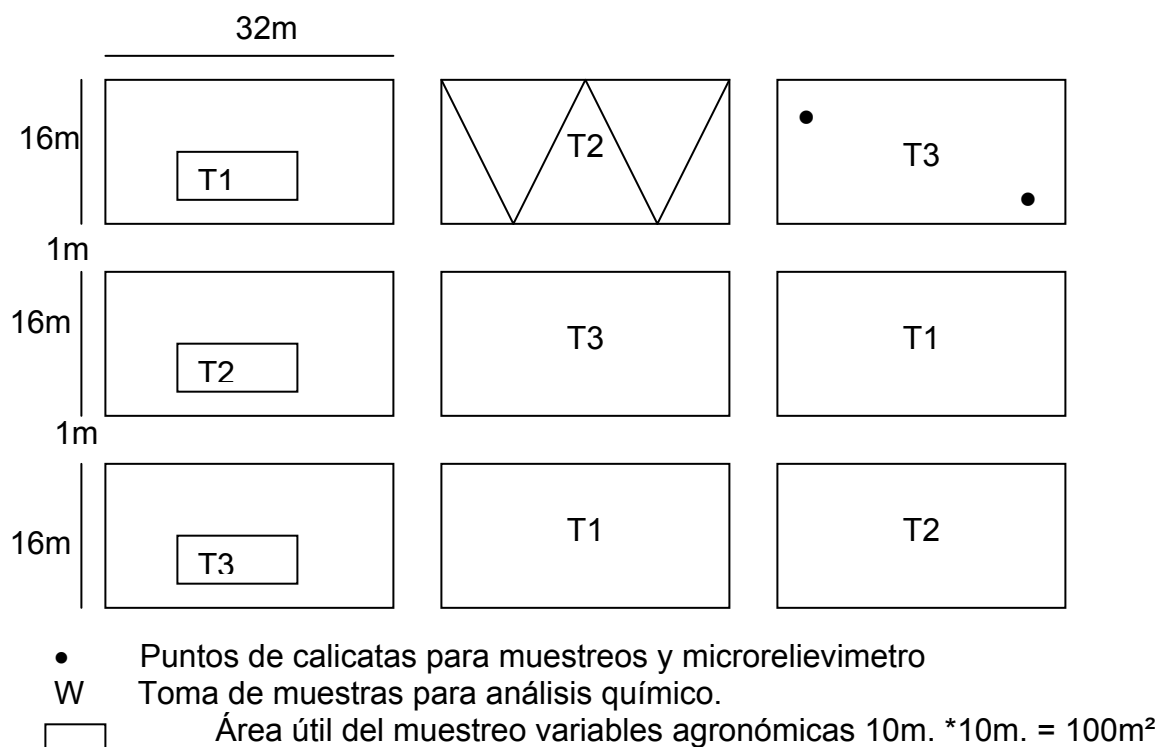 32m
16m
T1
T2
T3
1m
16m
T2
T3
T1
1m
16m
T3
T1
T2
• Puntos de calicatas para muestreos y microrelievimetro
W Toma de muestras para análisis químico.
Área útil del muestreo variables agronómicas 10m. *10m. = 100m²